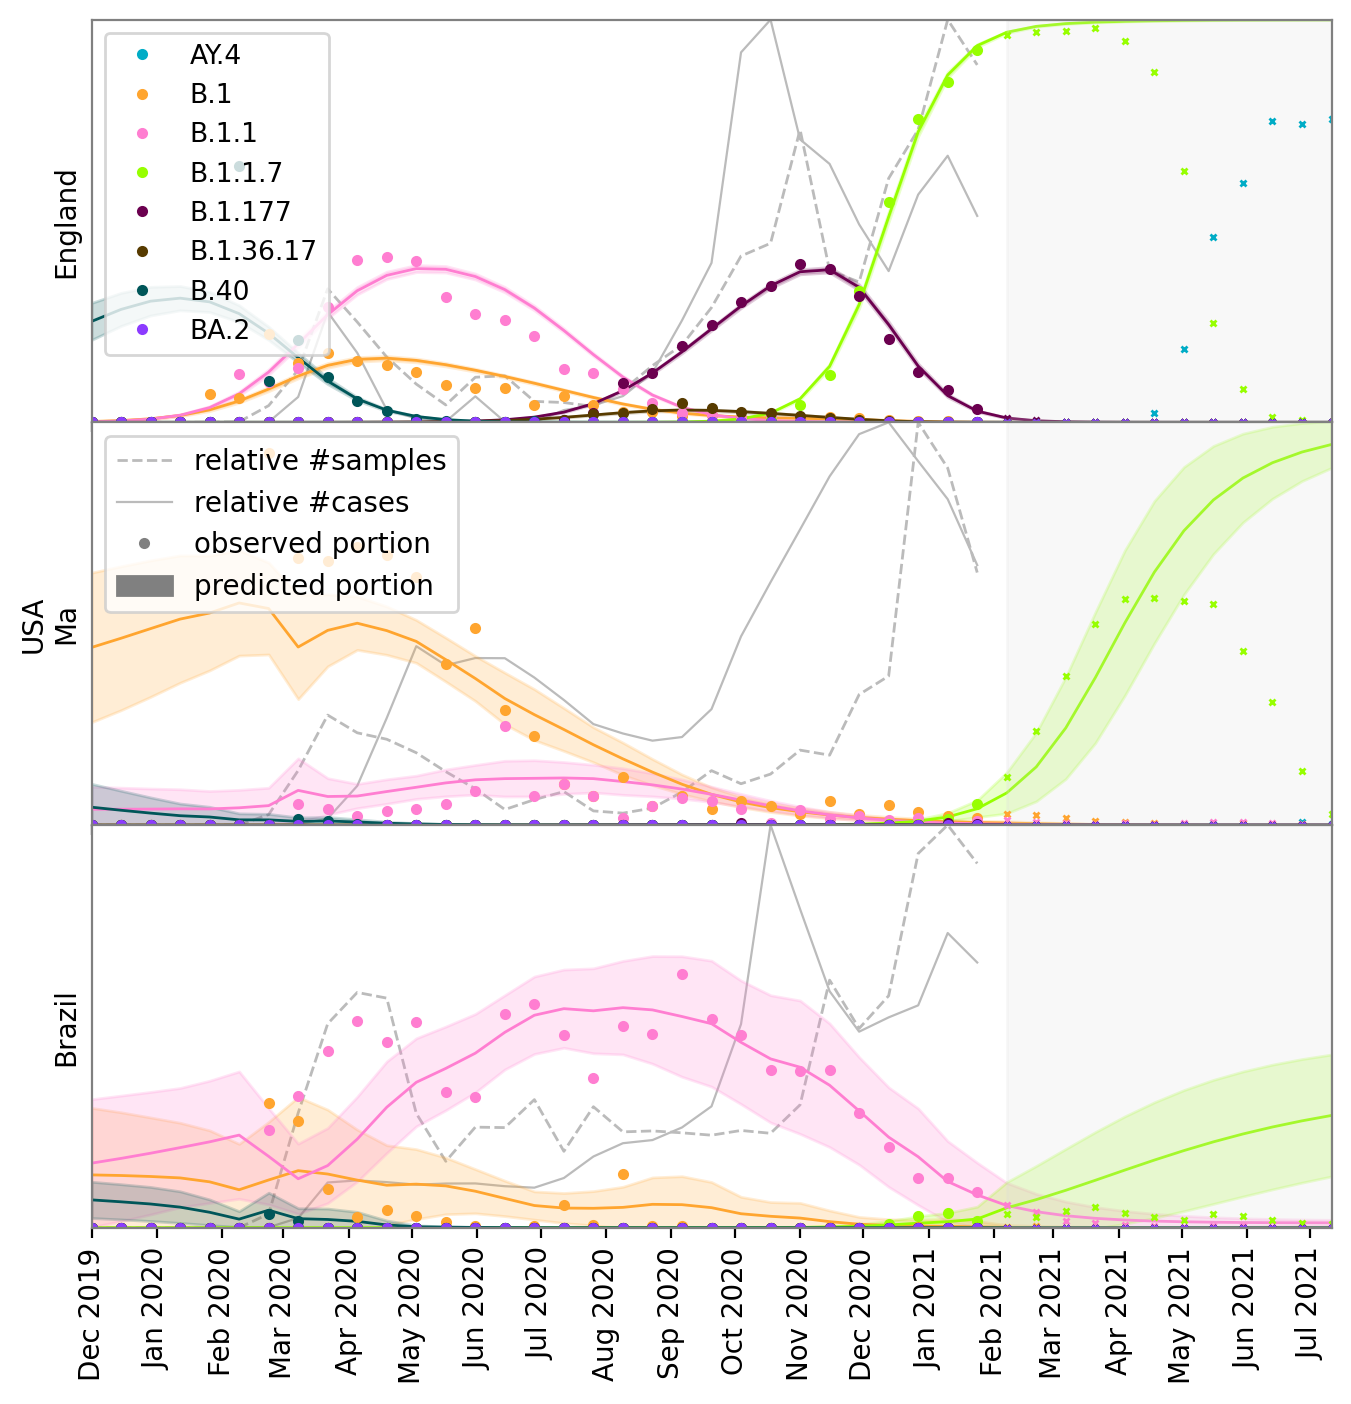 England
AY.4
B.1
B.1.1
B.1.1.7
B.1.177
B.1.36.17
B.40
BA.2
USA
Ma
relative #samples
relative #cases
observed portion
predicted portion
Brazil
Dec 2019
Jan 2020
Feb 2020
Mar 2020
Apr 2020
May 2020
Jun 2020
Jul 2020
Aug 2020
Sep 2020
Oct 2020
Nov 2020
Dec 2020
Jan 2021
Feb 2021
Mar 2021
Apr 2021
May 2021
Jun 2021
Jul 2021